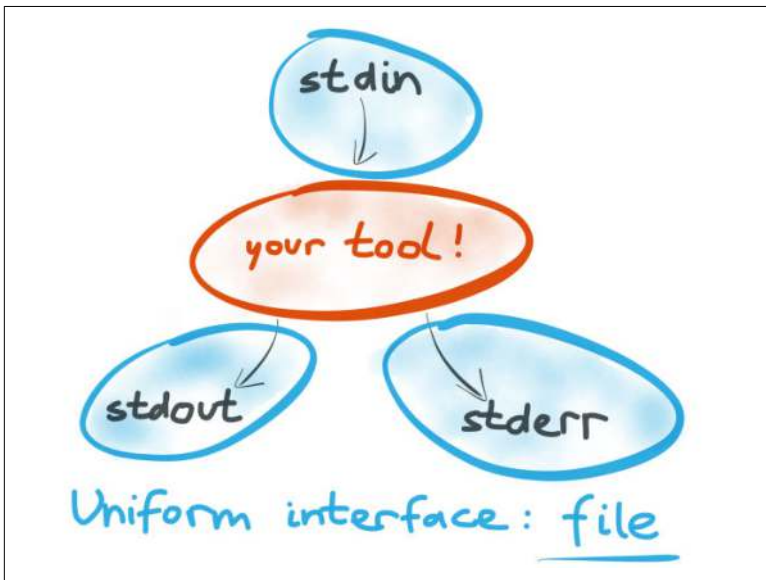 stdin
your tool!
stdout
stderr
Uniform interface: file